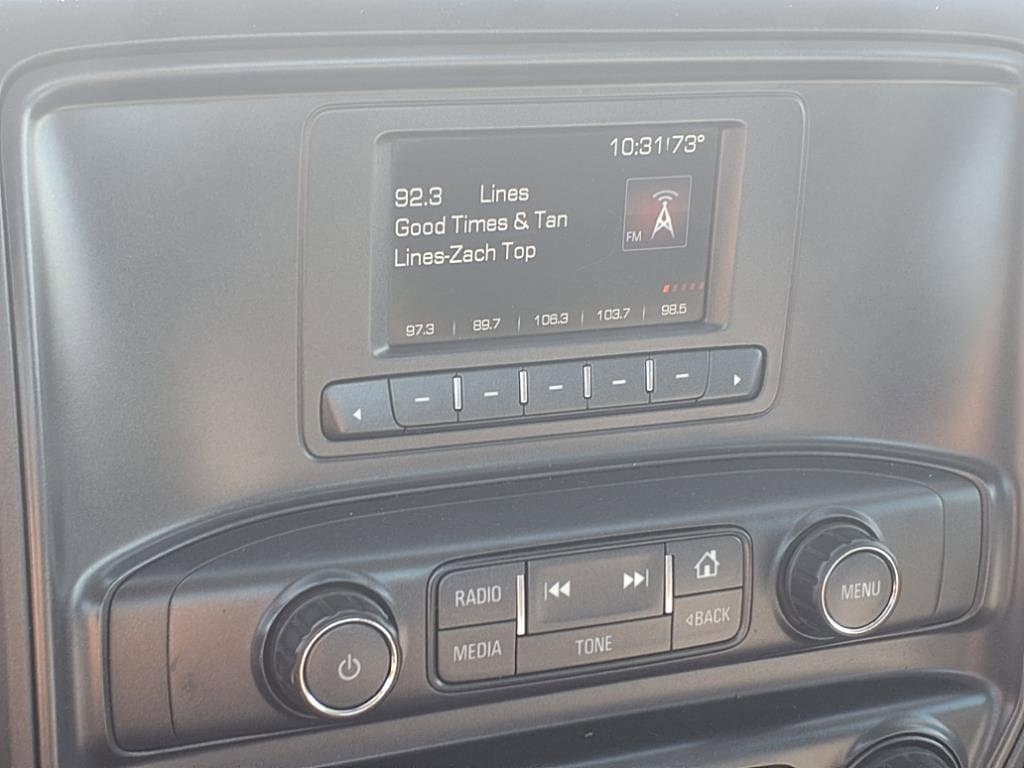 10:31 73°
92.3 Lines
Good Times & Tan
Lines-Zach Top
FM
97.3 | 89.7 | 106.3 | 103.7 | 98.5
RADIO
MEDIA
TONE
BACK
MENU